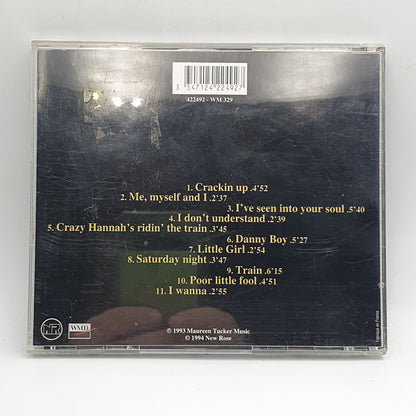 3 347124 224927
422492 - WM 329
1. Crackin up .4'52
2. Me, myself and I .2'37
3. I've seen into your soul .5'40
4. I don't understand .2'39
5. Crazy Hannah's ridin' the train .3'45
6. Danny Boy .5'27
7. Little Girl .2'54
8. Saturday night .3'47
9. Train .6'15
10. Poor little fool .4'51
11. I wanna .2'55
℗ 1993 Maureen Tucker Music
© 1994 New Rose
NR
WMD